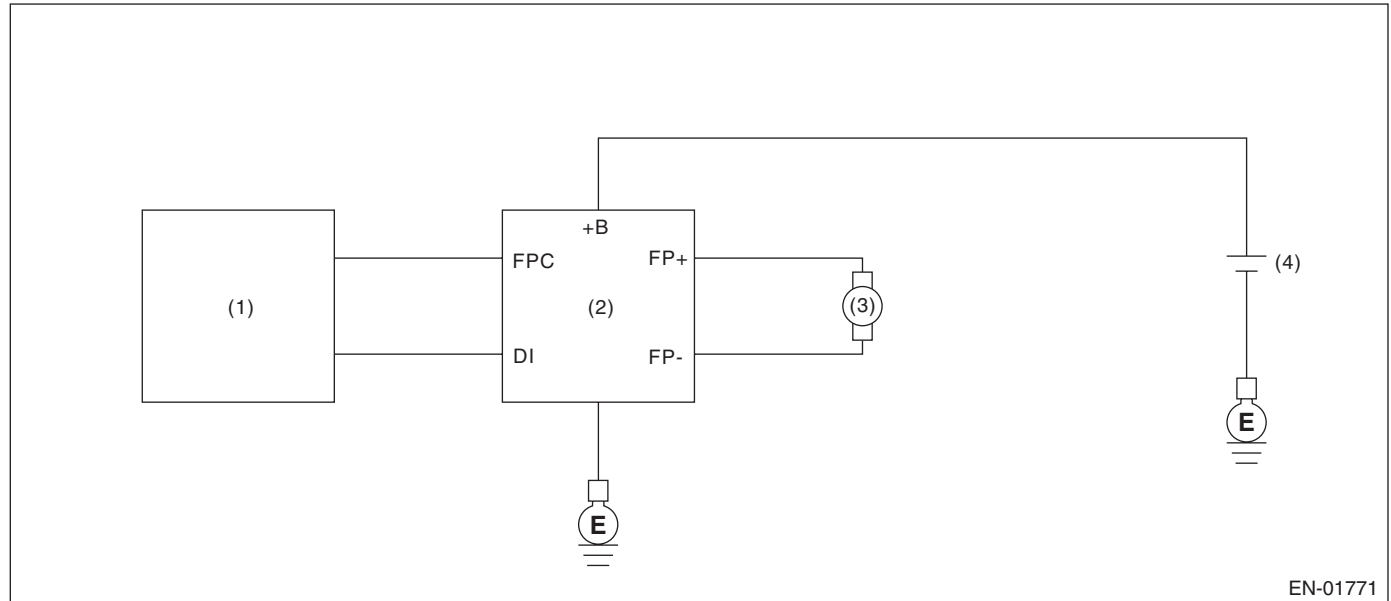 +B
FPC
FP+
(1)
(2)
(3)
(4)
DI
FP-
E
E
EN-01771